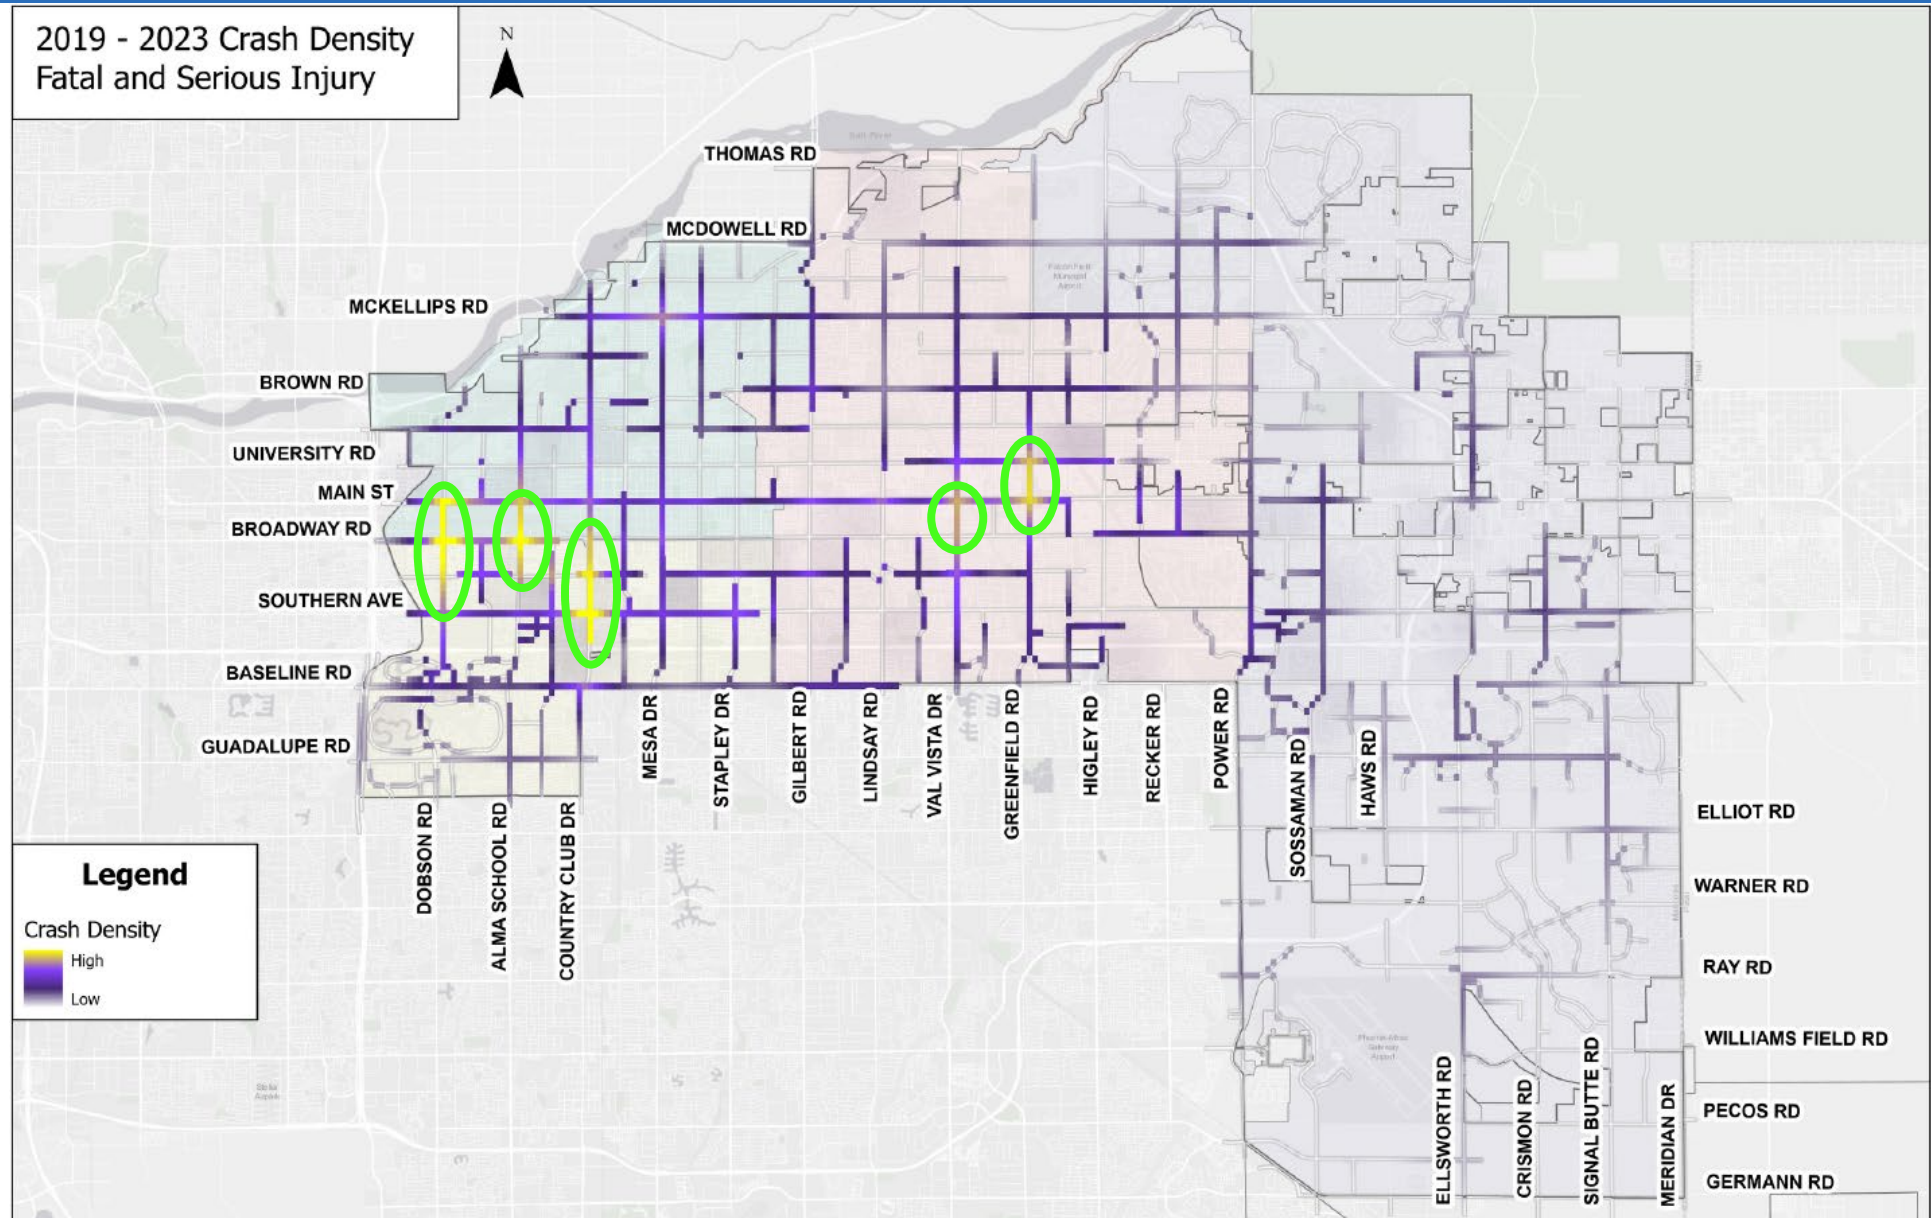 2019 - 2023 Crash Density
Fatal and Serious Injury
N
THOMAS RD
MCDOWELL RD
MCKELLIPS RD
BROWN RD
UNIVERSITY RD
MAIN ST
BROADWAY RD
SOUTHERN AVE
BASELINE RD
GUADALUPE RD
DOBSON RD
ALMA SCHOOL RD
COUNTRY CLUB DR
MESA DR
STAPLEY DR
GILBERT RD
LINDSAY RD
VAL VISTA DR
GREENFIELD RD
HIGLEY RD
RECKER RD
POWER RD
SOSSAMAN RD
HAWS RD
ELLSWORTH RD
CRISMON RD
SIGNAL BUTTE RD
MERIDIAN DR
ELLIOT RD
WARNER RD
RAY RD
WILLIAMS FIELD RD
PECOS RD
GERMANN RD
Legend
Crash Density
High
Low